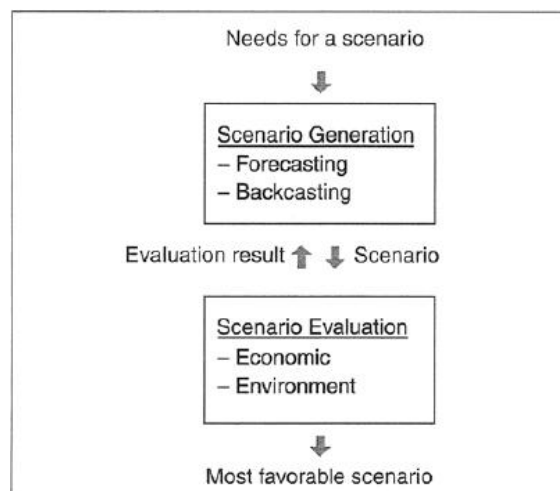 Needs for a scenario
Scenario Generation
– Forecasting
– Backcasting
Evaluation result
Scenario
Scenario Evaluation
– Economic
– Environment
Most favorable scenario